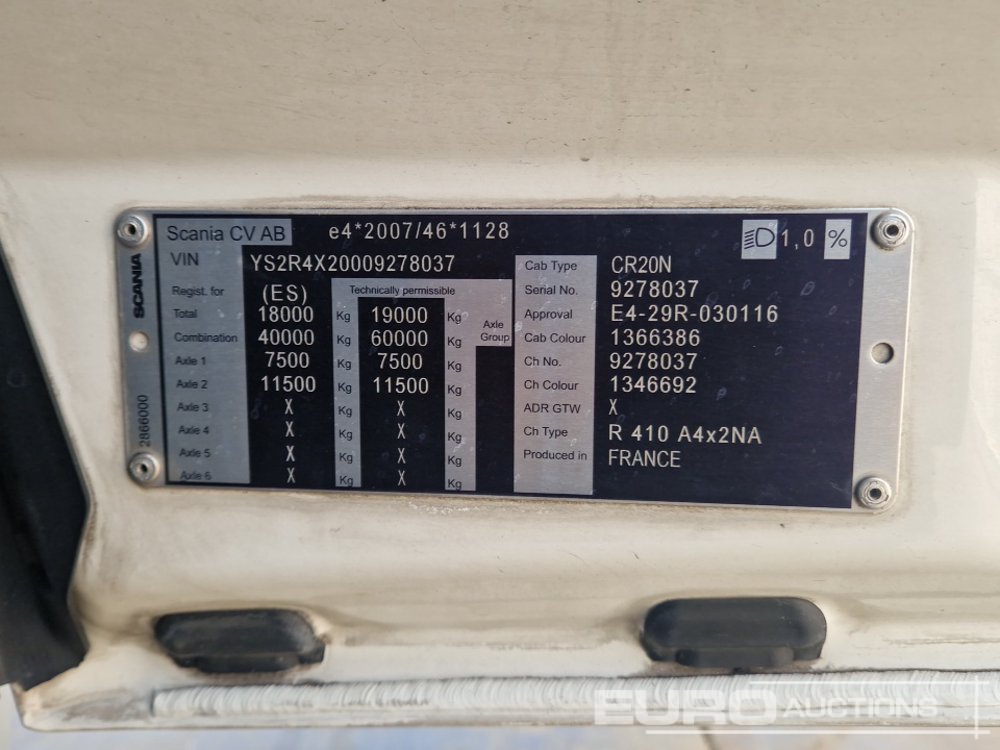 Scania CV AB e4*2007/46*1128 1,0 %
VIN YS2R4X20009278037
Regist. for (ES) Technically permissible
Total 18000 Kg 19000 Kg Axle Group
Combination 40000 Kg 60000 Kg
Axle 1 7500 Kg 7500 Kg
Axle 2 11500 Kg 11500 Kg
Axle 3 X Kg X Kg
Axle 4 X Kg X Kg
Axle 5 X Kg X Kg
Axle 6 X Kg X Kg
Cab Type CR20N
Serial No. 9278037
Approval E4-29R-030116
Cab Colour 1366386
Ch No. 9278037
Ch Colour 1346692
ADR GTW X
Ch Type R 410 A4x2NA
Produced in FRANCE
SCANIA
2866000
EURO AUCTIONS